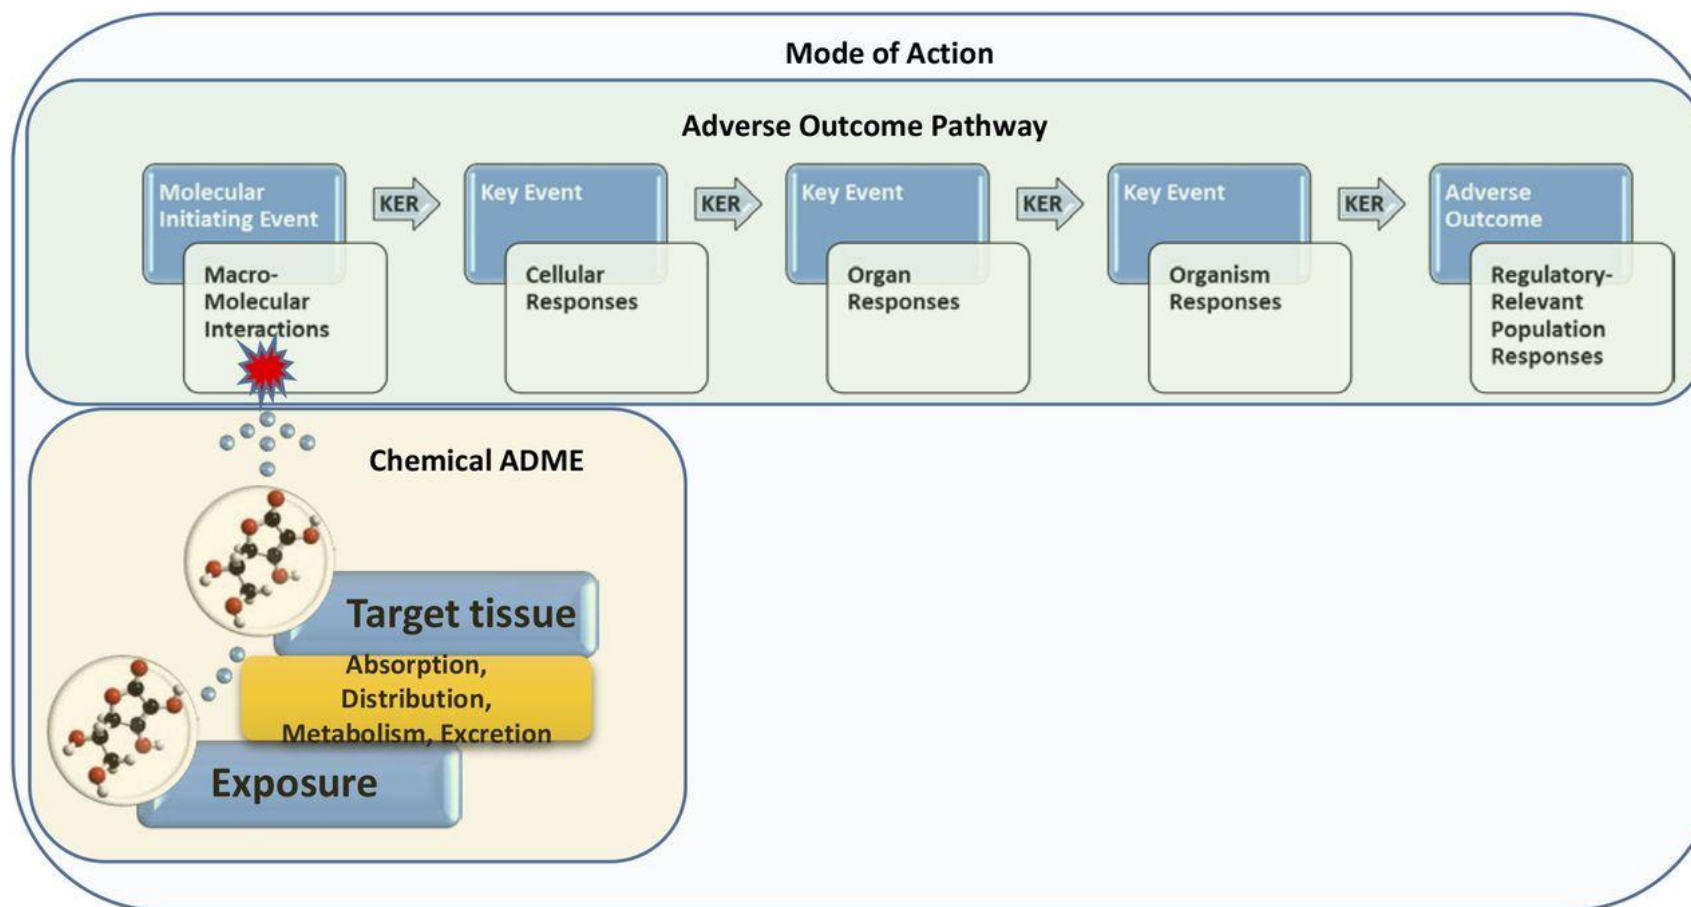 Mode of Action
Adverse Outcome Pathway
Molecular
Initiating Event
KER
Key Event
KER
Key Event
KER
Key Event
KER
Adverse
Outcome
Macro-
Molecular
Interactions
Cellular
Responses
Organ
Responses
Organism
Responses
Regulatory-
Relevant
Population
Responses
Chemical ADME
Target tissue
Absorption,
Distribution,
Metabolism, Excretion
Exposure